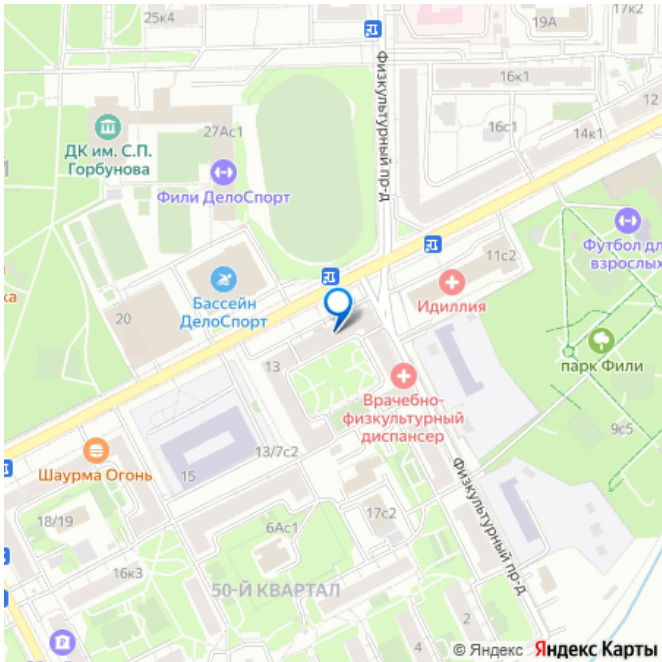 25к4
17к2
19А
Физкультурный пр-д
16к1
12
27Ас1
16с1
14к1
ДК им. С.П.
Горбунова
Фили ДелоСпорт
Футбол дл
взрослых
11с2
Идиллия
ка
20
Бассейн
ДелоСпорт
парк Фили
13
Врачебно-
физкультурный
диспансер
9с5
13/7с2
Шаурма Огонь
15
Физкультурный пр-д
18/19
17с2
6Ас1
16к3
50-Й КВАРТАЛ
2
4
© Яндекс Яндекс Карты